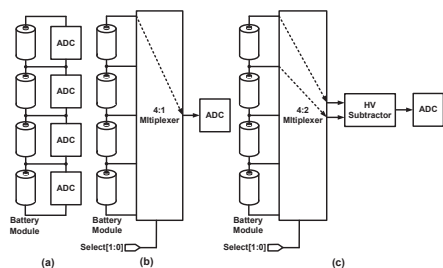 ADC
ADC
ADC
ADC
Battery
Module
(a)
4:1
Mltiplexer
ADC
Battery
Module
Select[1:0]
(b)
4:2
Mltiplexer
HV
Subtractor
ADC
Battery
Module
Select[1:0]
(c)